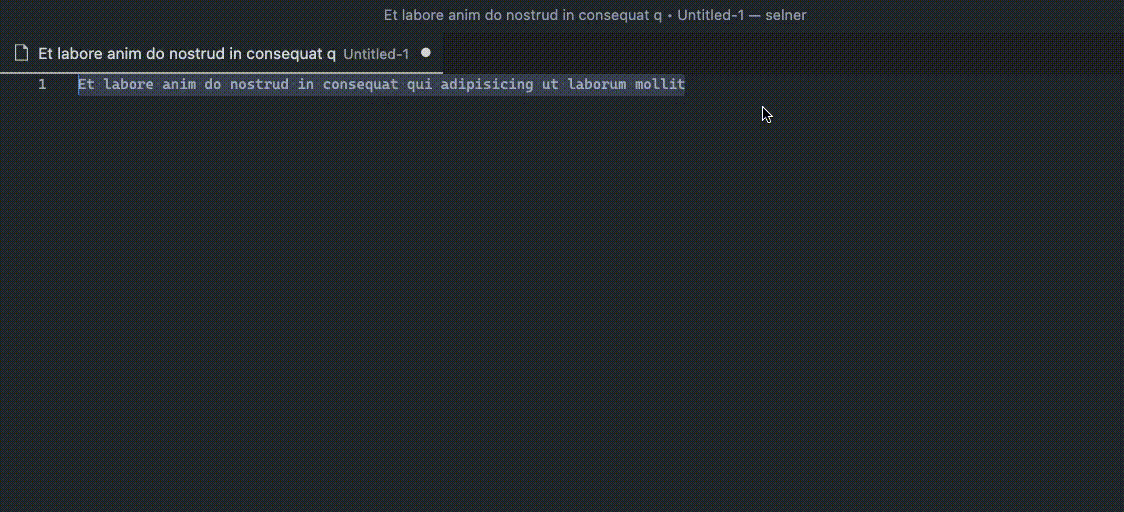 Et labore anim do nostrud in consequat q • Untitled-1 — selner
Et labore anim do nostrud in consequat q Untitled-1
1 Et labore anim do nostrud in consequat qui adipisicing ut laborum mollit